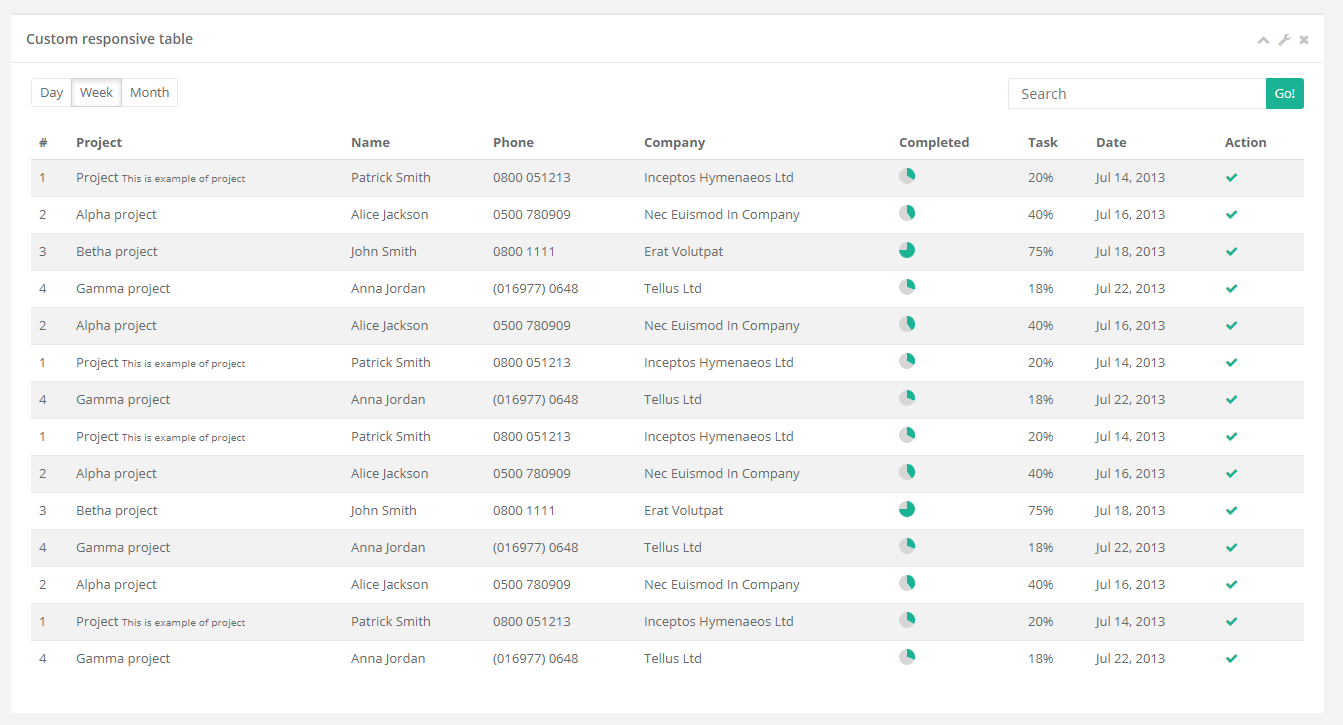 Custom responsive table
Day Week Month Search Go!
# Project Name Phone Company Completed Task Date Action
1 Project This is example of project Patrick Smith 0800 051213 Inceptos Hymenaeos Ltd 20% Jul 14, 2013
2 Alpha project Alice Jackson 0500 780909 Nec Euismod In Company 40% Jul 16, 2013
3 Betha project John Smith 0800 1111 Erat Volutpat 75% Jul 18, 2013
4 Gamma project Anna Jordan (016977) 0648 Tellus Ltd 18% Jul 22, 2013
2 Alpha project Alice Jackson 0500 780909 Nec Euismod In Company 40% Jul 16, 2013
1 Project This is example of project Patrick Smith 0800 051213 Inceptos Hymenaeos Ltd 20% Jul 14, 2013
4 Gamma project Anna Jordan (016977) 0648 Tellus Ltd 18% Jul 22, 2013
1 Project This is example of project Patrick Smith 0800 051213 Inceptos Hymenaeos Ltd 20% Jul 14, 2013
2 Alpha project Alice Jackson 0500 780909 Nec Euismod In Company 40% Jul 16, 2013
3 Betha project John Smith 0800 1111 Erat Volutpat 75% Jul 18, 2013
4 Gamma project Anna Jordan (016977) 0648 Tellus Ltd 18% Jul 22, 2013
2 Alpha project Alice Jackson 0500 780909 Nec Euismod In Company 40% Jul 16, 2013
1 Project This is example of project Patrick Smith 0800 051213 Inceptos Hymenaeos Ltd 20% Jul 14, 2013
4 Gamma project Anna Jordan (016977) 0648 Tellus Ltd 18% Jul 22, 2013